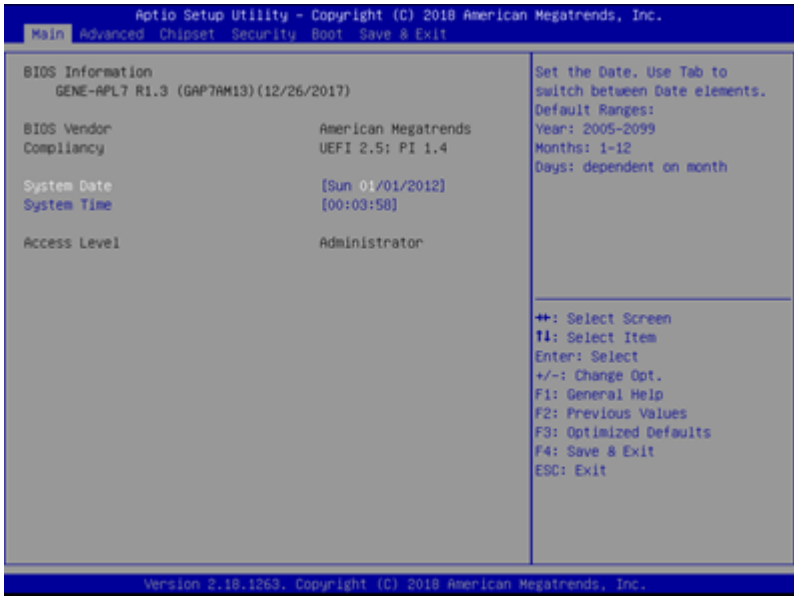 Aptio Setup Utility – Copyright (C) 2018 American Megatrends, Inc.
Main Advanced Chipset Security Boot Save & Exit
BIOS Information
GENE-APL7 R1.3 (GAP7AM13)(12/26/2017)
BIOS Vendor American Megatrends
Compliancy UEFI 2.5; PI 1.4
System Date [Sun 01/01/2012]
System Time [00:03:58]
Access Level Administrator
Set the Date. Use Tab to
switch between Date elements.
Default Ranges:
Year: 2005-2099
Months: 1-12
Days: dependent on month
→←: Select Screen
↑↓: Select Item
Enter: Select
+/-: Change Opt.
F1: General Help
F2: Previous Values
F3: Optimized Defaults
F4: Save & Exit
ESC: Exit
Version 2.18.1263. Copyright (C) 2018 American Megatrends, Inc.